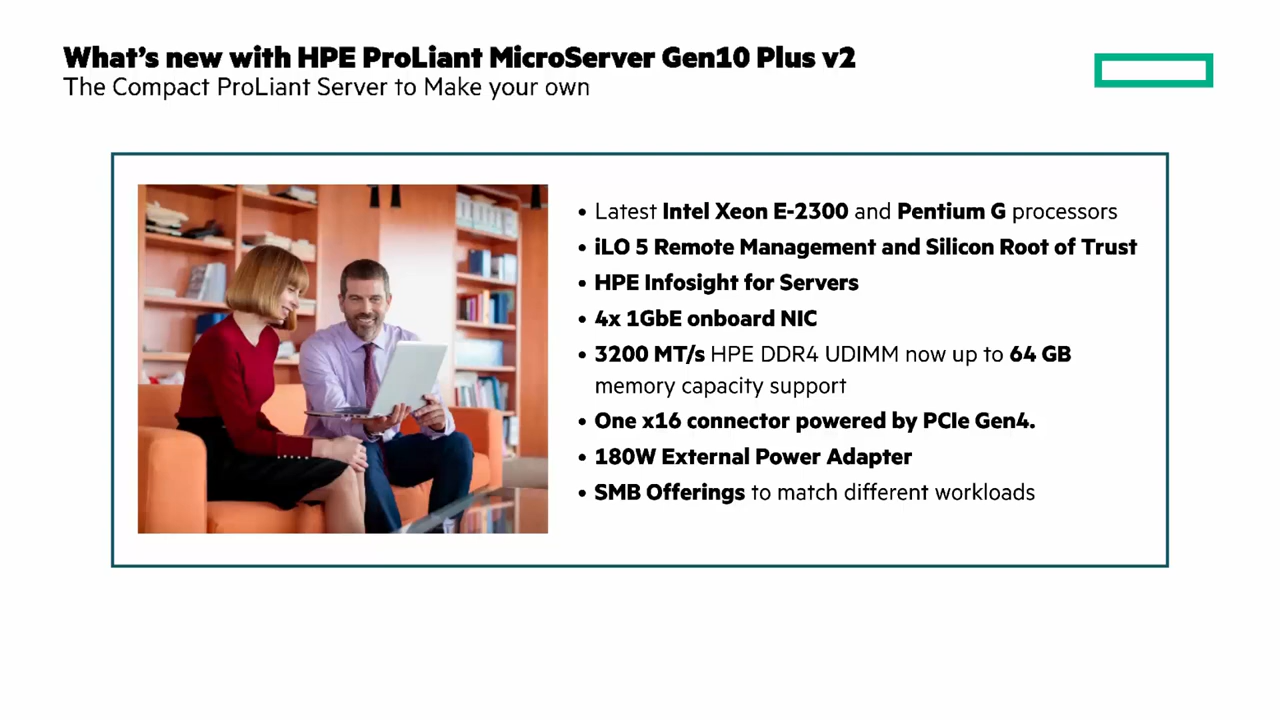 What's new with HPE ProLiant MicroServer Gen10 Plus v2
The Compact ProLiant Server to Make your own
• Latest Intel Xeon E-2300 and Pentium G processors
• iLO 5 Remote Management and Silicon Root of Trust
• HPE Infosight for Servers
• 4x 1GbE onboard NIC
• 3200 MT/s HPE DDR4 UDIMM now up to 64 GB
memory capacity support
• One x16 connector powered by PCIe Gen4.
• 180W External Power Adapter
• SMB Offerings to match different workloads